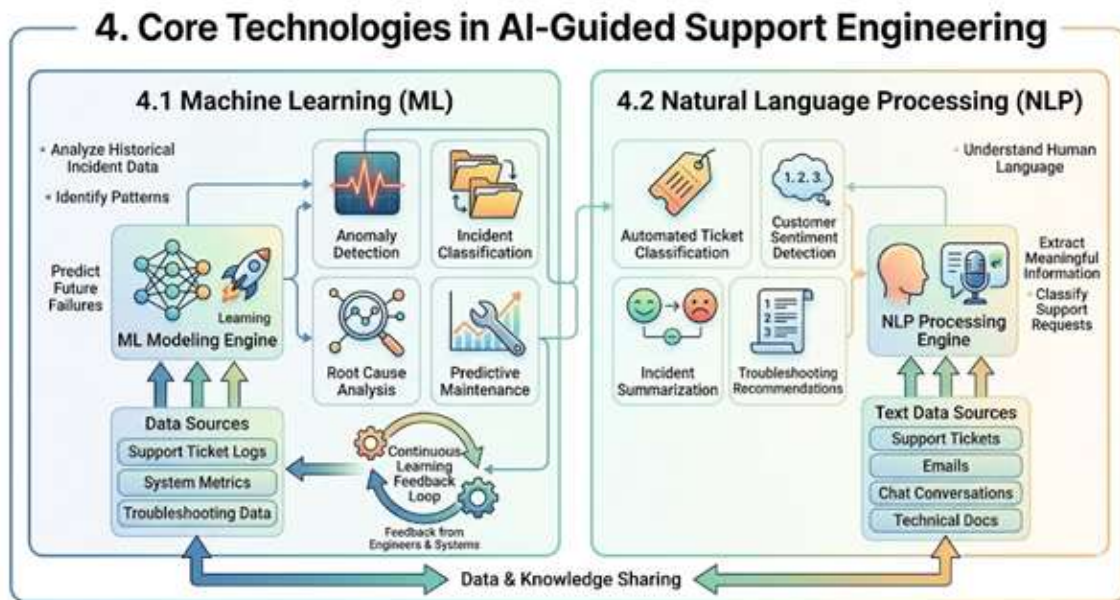 4. Core Technologies in AI-Guided Support Engineering
4.1 Machine Learning (ML)
• Analyze Historical
Incident Data
• Identify Patterns
Predict
Future
Failures
Learning
ML Modeling Engine
Anomaly
Detection
Incident
Classification
Root Cause
Analysis
Predictive
Maintenance
Data Sources
Support Ticket Logs
System Metrics
Troubleshooting Data
Continuous
Learning
Feedback
Loop
Feedback from
Engineers & Systems
4.2 Natural Language Processing (NLP)
Automated Ticket
Classification
1. 2. 3.
Customer
Sentiment
Detection
• Understand Human
Language
Incident
Summarization
1
2
3
Troubleshooting
Recommendations
NLP Processing
Engine
Extract
Meaningful
Information
• Classify
Support
Requests
Text Data Sources
Support Tickets
Emails
Chat Conversations
Technical Docs
Data & Knowledge Sharing